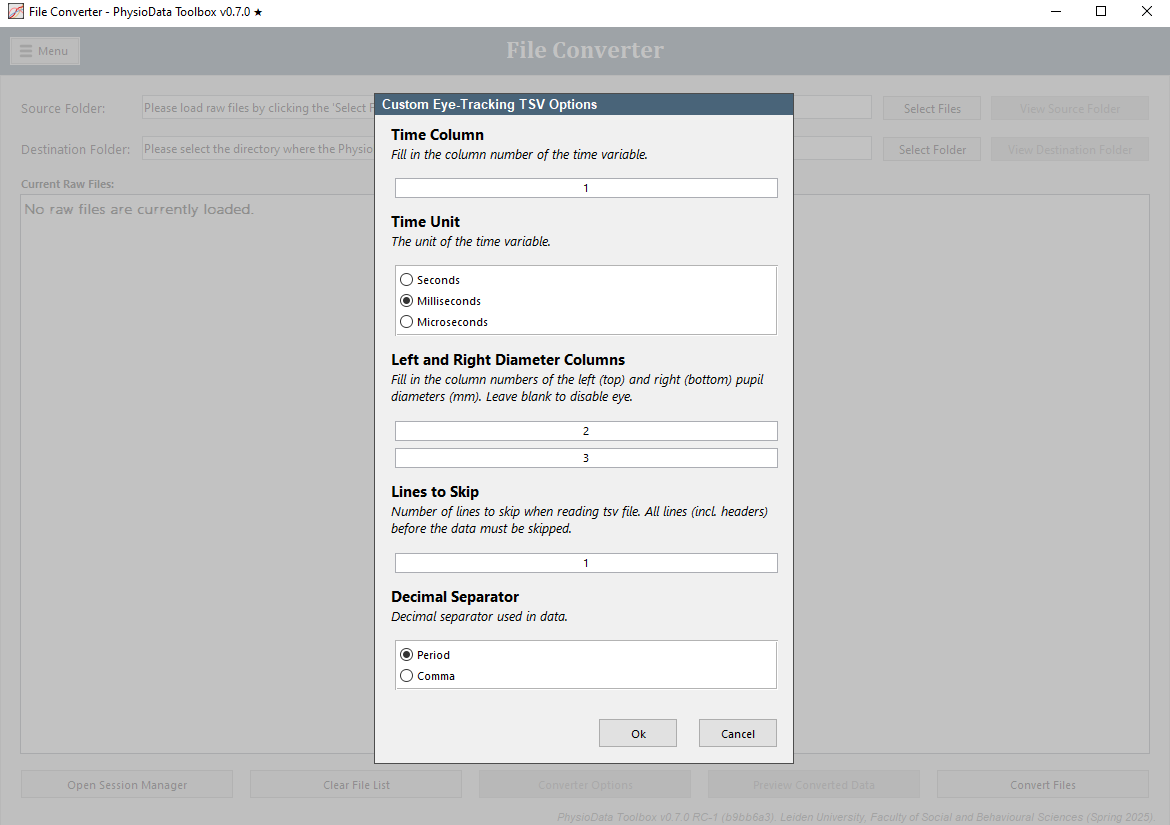 File Converter - PhysioData Toolbox v0.7.0 ★
Menu
File Converter
Source Folder:
Please load raw files by clicking the 'Select F
Select Files
View Source Folder
Destination Folder:
Please select the directory where the Physio
Select Folder
View Destination Folder
Current Raw Files:
No raw files are currently loaded.
Custom Eye-Tracking TSV Options
Time Column
Fill in the column number of the time variable.
1
Time Unit
The unit of the time variable.
Seconds
Milliseconds
Microseconds
Left and Right Diameter Columns
Fill in the column numbers of the left (top) and right (bottom) pupil
diameters (mm). Leave blank to disable eye.
2
3
Lines to Skip
Number of lines to skip when reading tsv file. All lines (incl. headers)
before the data must be skipped.
1
Decimal Separator
Decimal separator used in data.
Period
Comma
Ok
Cancel
Open Session Manager
Clear File List
Converter Options
Preview Converted Data
Convert Files
PhysioData Toolbox v0.7.0 RC-1 (b9bb6a3). Leiden University, Faculty of Social and Behavioural Sciences (Spring 2025)